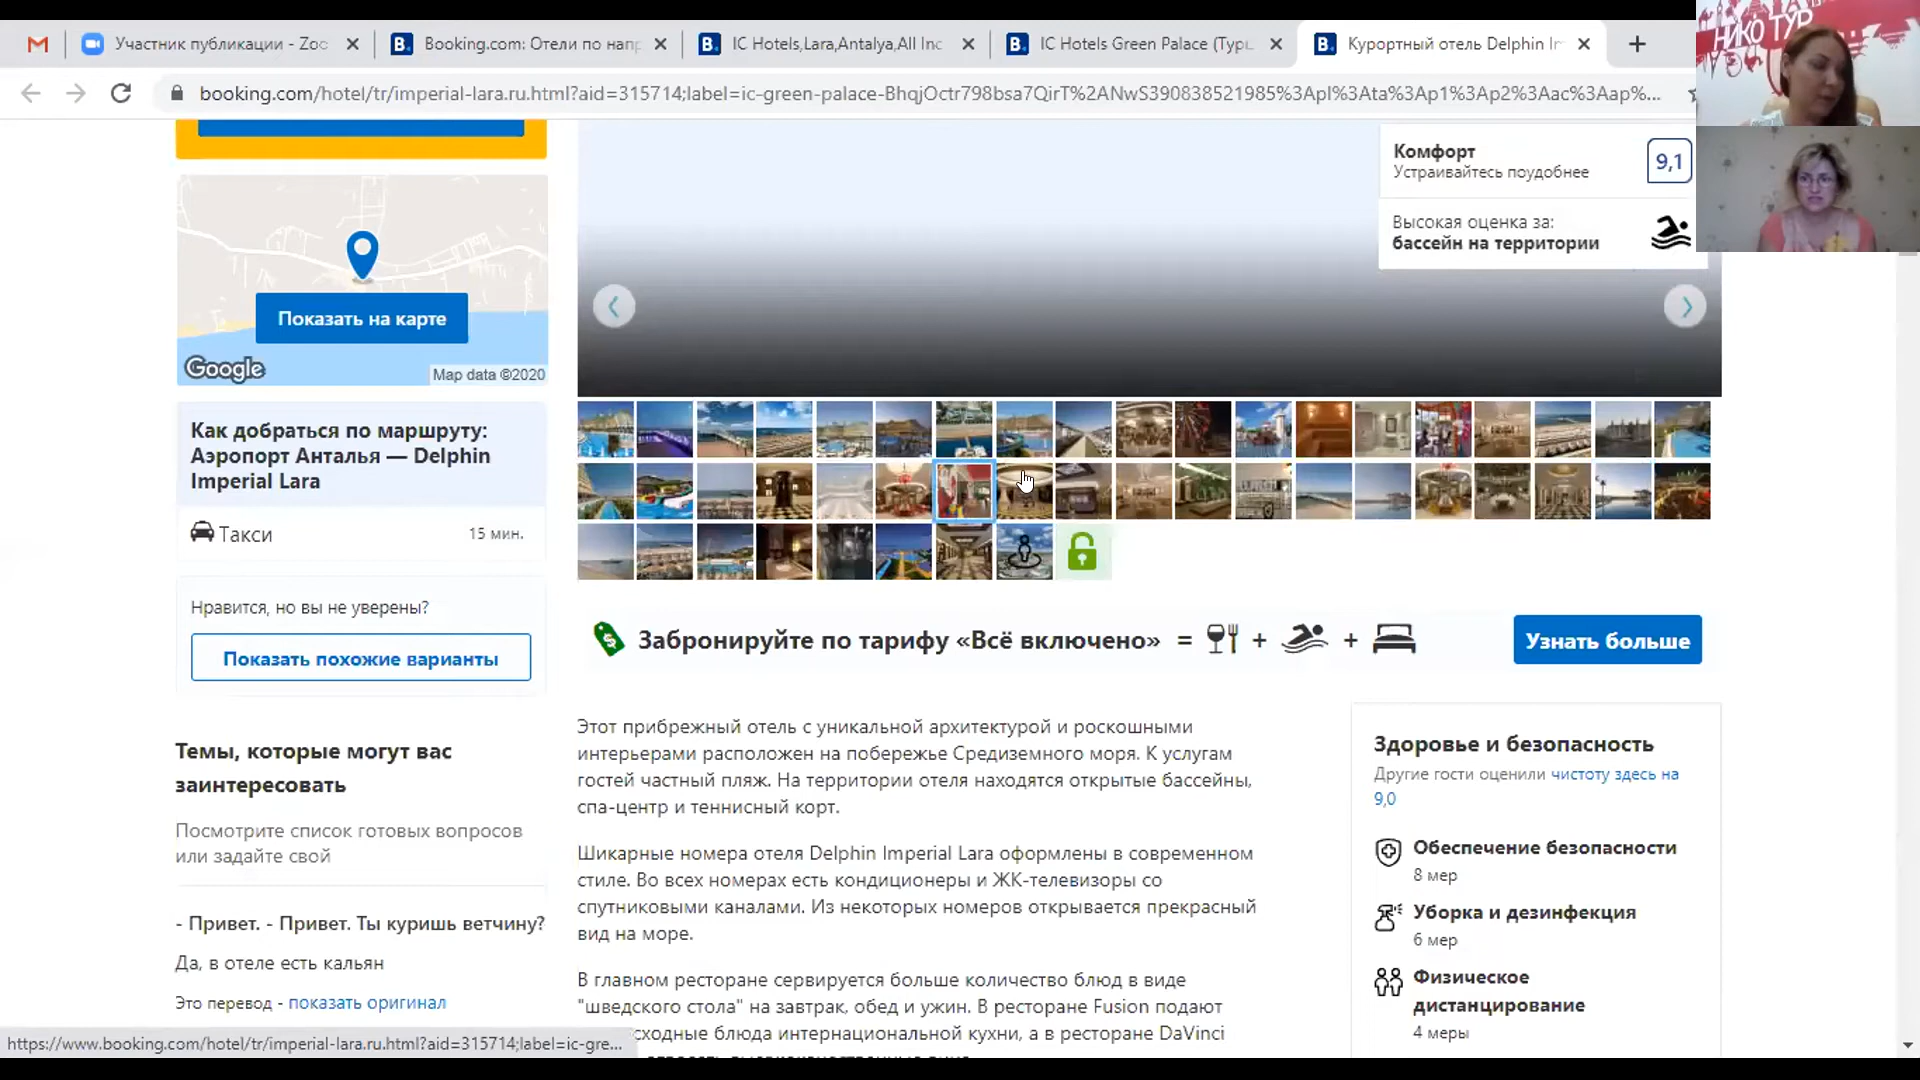 Участник публикации - Zoc
Booking.com: Отели по напр
IC Hotels,Lara,Antalya,All Inc
IC Hotels Green Palace (Турц
Курортный отель Delphin Im
НИКО ТУР
booking.com/hotel/tr/imperial-lara.ru.html?aid=315714;label=ic-green-palace-BhqjOctr798bsa7QirT%2ANwS390838521985%3Apl%3Ata%3Ap1%3Ap2%3Aac%3Aap%...
Комфорт
Устраивайтесь поудобнее
9,1
Высокая оценка за:
бассейн на территории
Показать на карте
Google
Map data ©2020
Как добраться по маршруту:
Аэропорт Анталья — Delphin
Imperial Lara
Такси
15 мин.
Нравится, но вы не уверены?
Показать похожие варианты
Забронируйте по тарифу «Всё включено» = + +
Узнать больше
Темы, которые могут вас
заинтересовать
Посмотрите список готовых вопросов
или задайте свой
- Привет. - Привет. Ты куришь ветчину?
Да, в отеле есть кальян
Это перевод - показать оригинал
Этот прибрежный отель с уникальной архитектурой и роскошными
интерьерами расположен на побережье Средиземного моря. К услугам
гостей частный пляж. На территории отеля находятся открытые бассейны,
спа-центр и теннисный корт.
Шикарные номера отеля Delphin Imperial Lara оформлены в современном
стиле. Во всех номерах есть кондиционеры и ЖК-телевизоры со
спутниковыми каналами. Из некоторых номеров открывается прекрасный
вид на море.
В главном ресторане сервируется больше количество блюд в виде
"шведского стола" на завтрак, обед и ужин. В ресторане Fusion подают
сходные блюда интернациональной кухни, а в ресторане DaVinci
Здоровье и безопасность
Другие гости оценили чистоту здесь на
9,0
Обеспечение безопасности
8 мер
Уборка и дезинфекция
6 мер
Физическое
дистанцирование
4 меры
https://www.booking.com/hotel/tr/imperial-lara.ru.html?aid=315714;label=ic-gre...